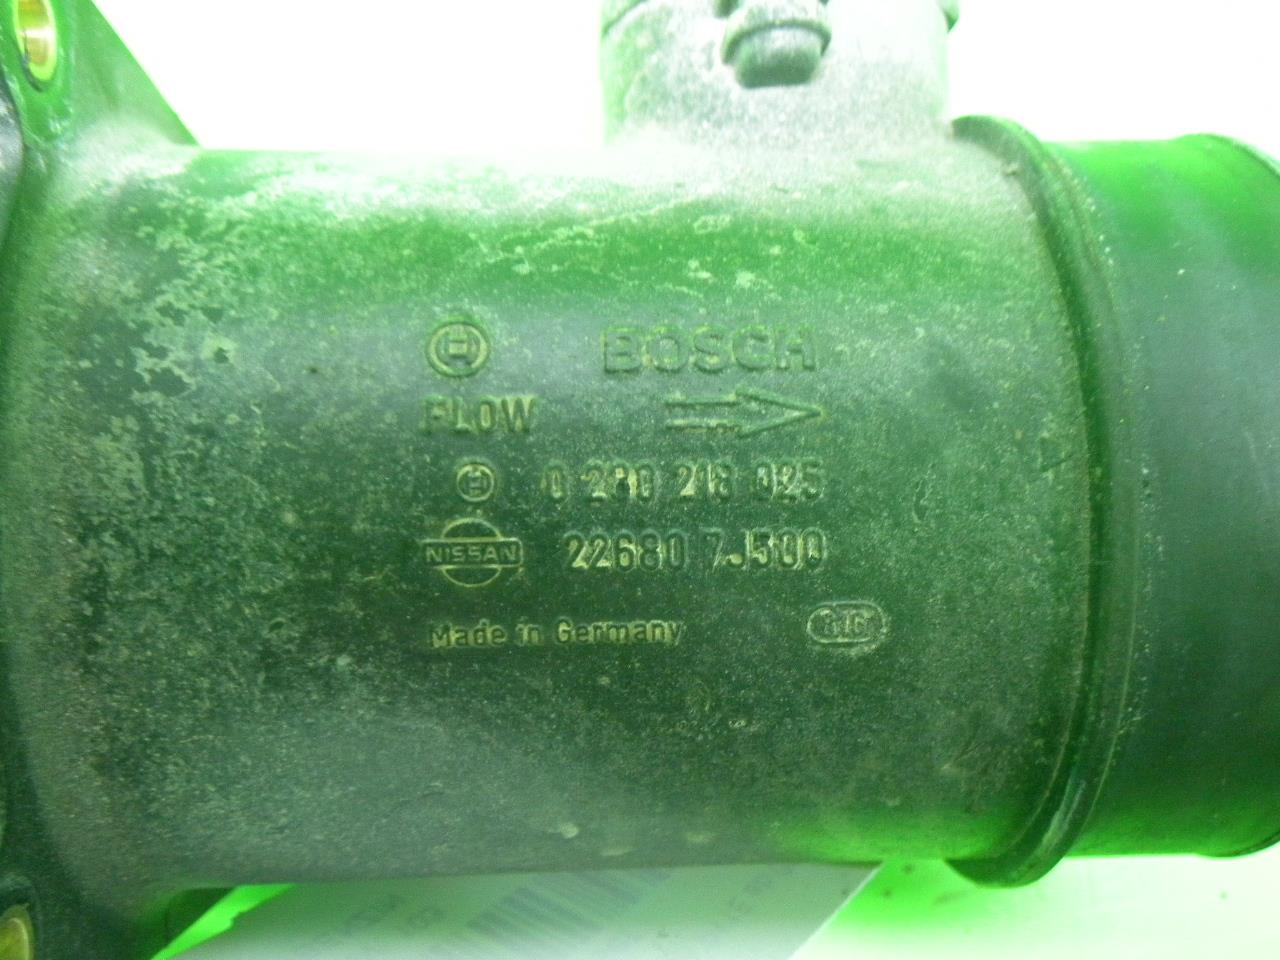 BOSCH
FLOW
0 280 218 025
NISSAN 22680 7J500
Made in Germany